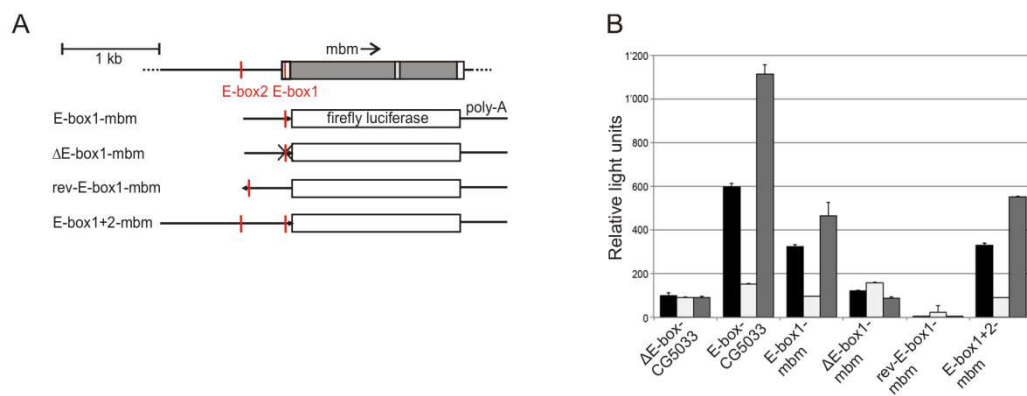 A
1 kb
mbm
E-box2 E-box1
E-box1-mbm
firefly luciferase
poly-A
ΔE-box1-mbm
rev-E-box1-mbm
E-box1+2-mbm
B
Relative light units
1'200
1'000
800
600
400
200
0
ΔE-box-
CG5033
E-box-
CG5033
E-box1-
mbm
ΔE-box1-
mbm
rev-E-box1-
mbm
E-box1+2-
mbm